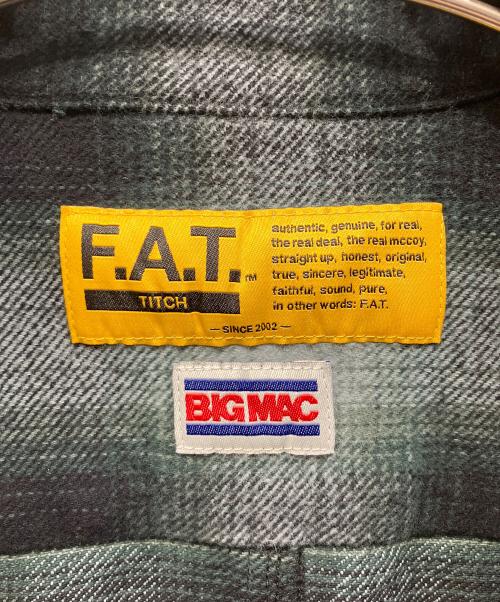 F.A.T.™
TITCH
authentic, genuine, for real,
the real deal, the real mccoy,
straight up, honest, original,
true, sincere, legitimate,
faithful, sound, pure,
in other words: F.A.T.
— SINCE 2002 —
BIG MAC